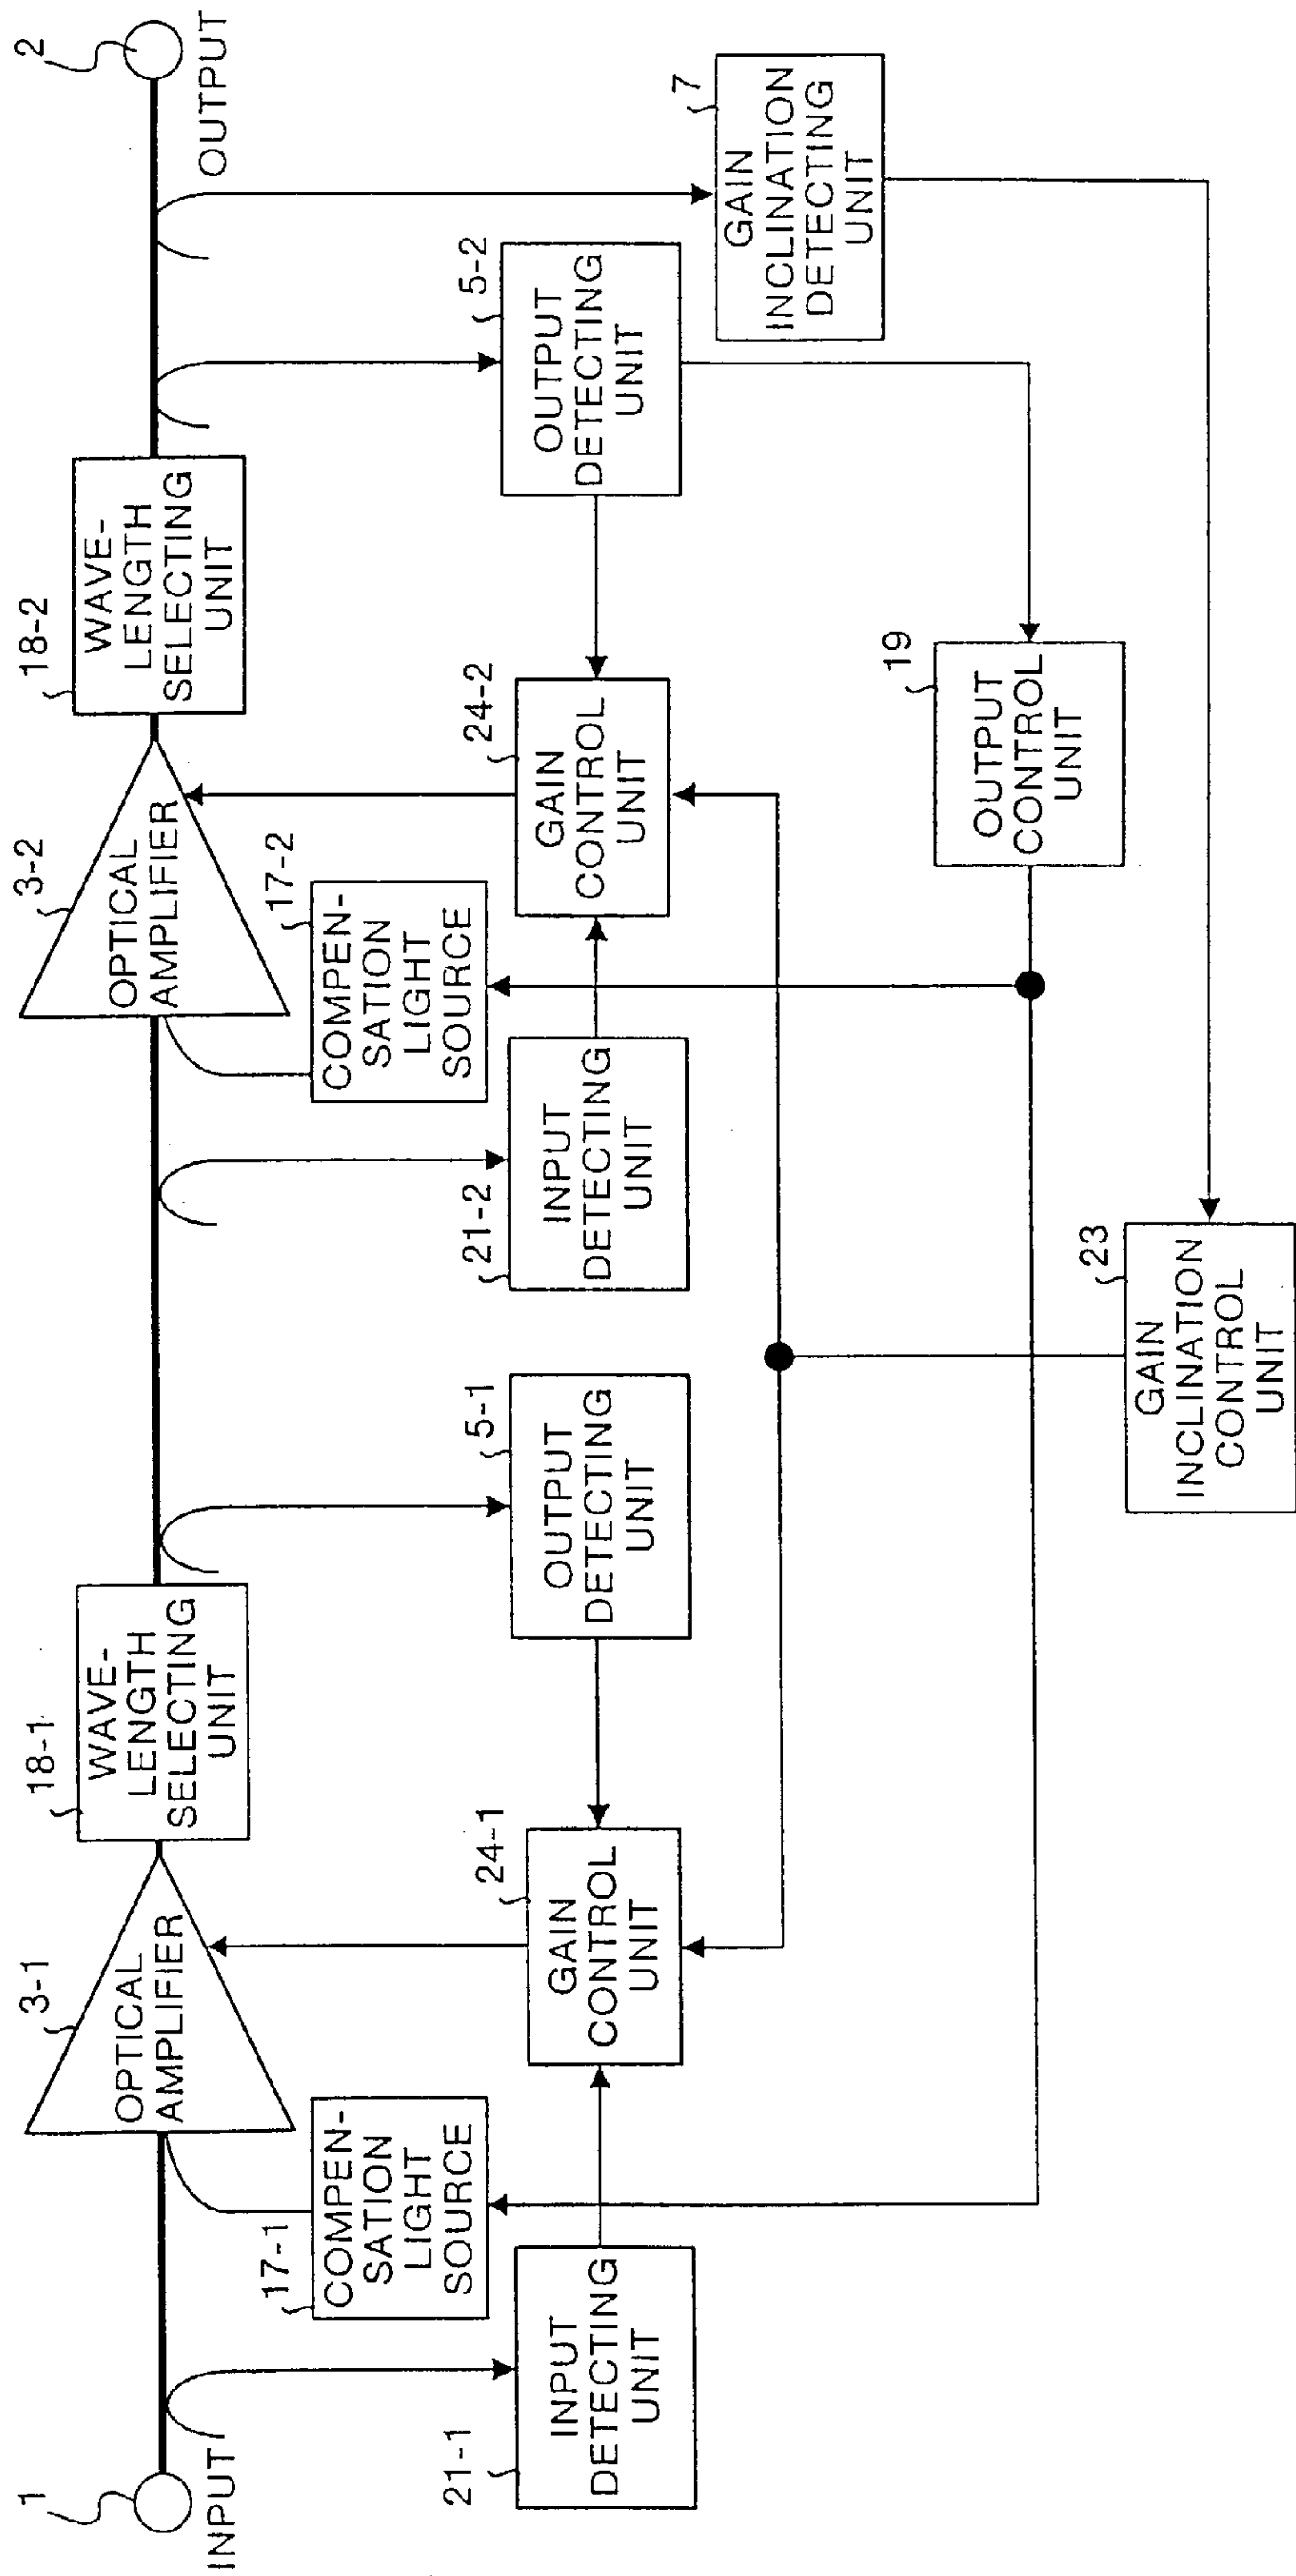 1
INPUT
21-1
INPUT
DETECTING
UNIT
17-1
COMPEN-
SATION
LIGHT
SOURCE
3-1
OPTICAL
AMPLIFIER
24-1
GAIN
CONTROL
UNIT
18-1
WAVE-
LENGTH
SELECTING
UNIT
5-1
OUTPUT
DETECTING
UNIT
21-2
INPUT
DETECTING
UNIT
17-2
COMPEN-
SATION
LIGHT
SOURCE
3-2
OPTICAL
AMPLIFIER
24-2
GAIN
CONTROL
UNIT
18-2
WAVE-
LENGTH
SELECTING
UNIT
5-2
OUTPUT
DETECTING
UNIT
2
OUTPUT
7
GAIN
INCLINATION
DETECTING
UNIT
19
OUTPUT
CONTROL
UNIT
23
GAIN
INCLINATION
CONTROL
UNIT